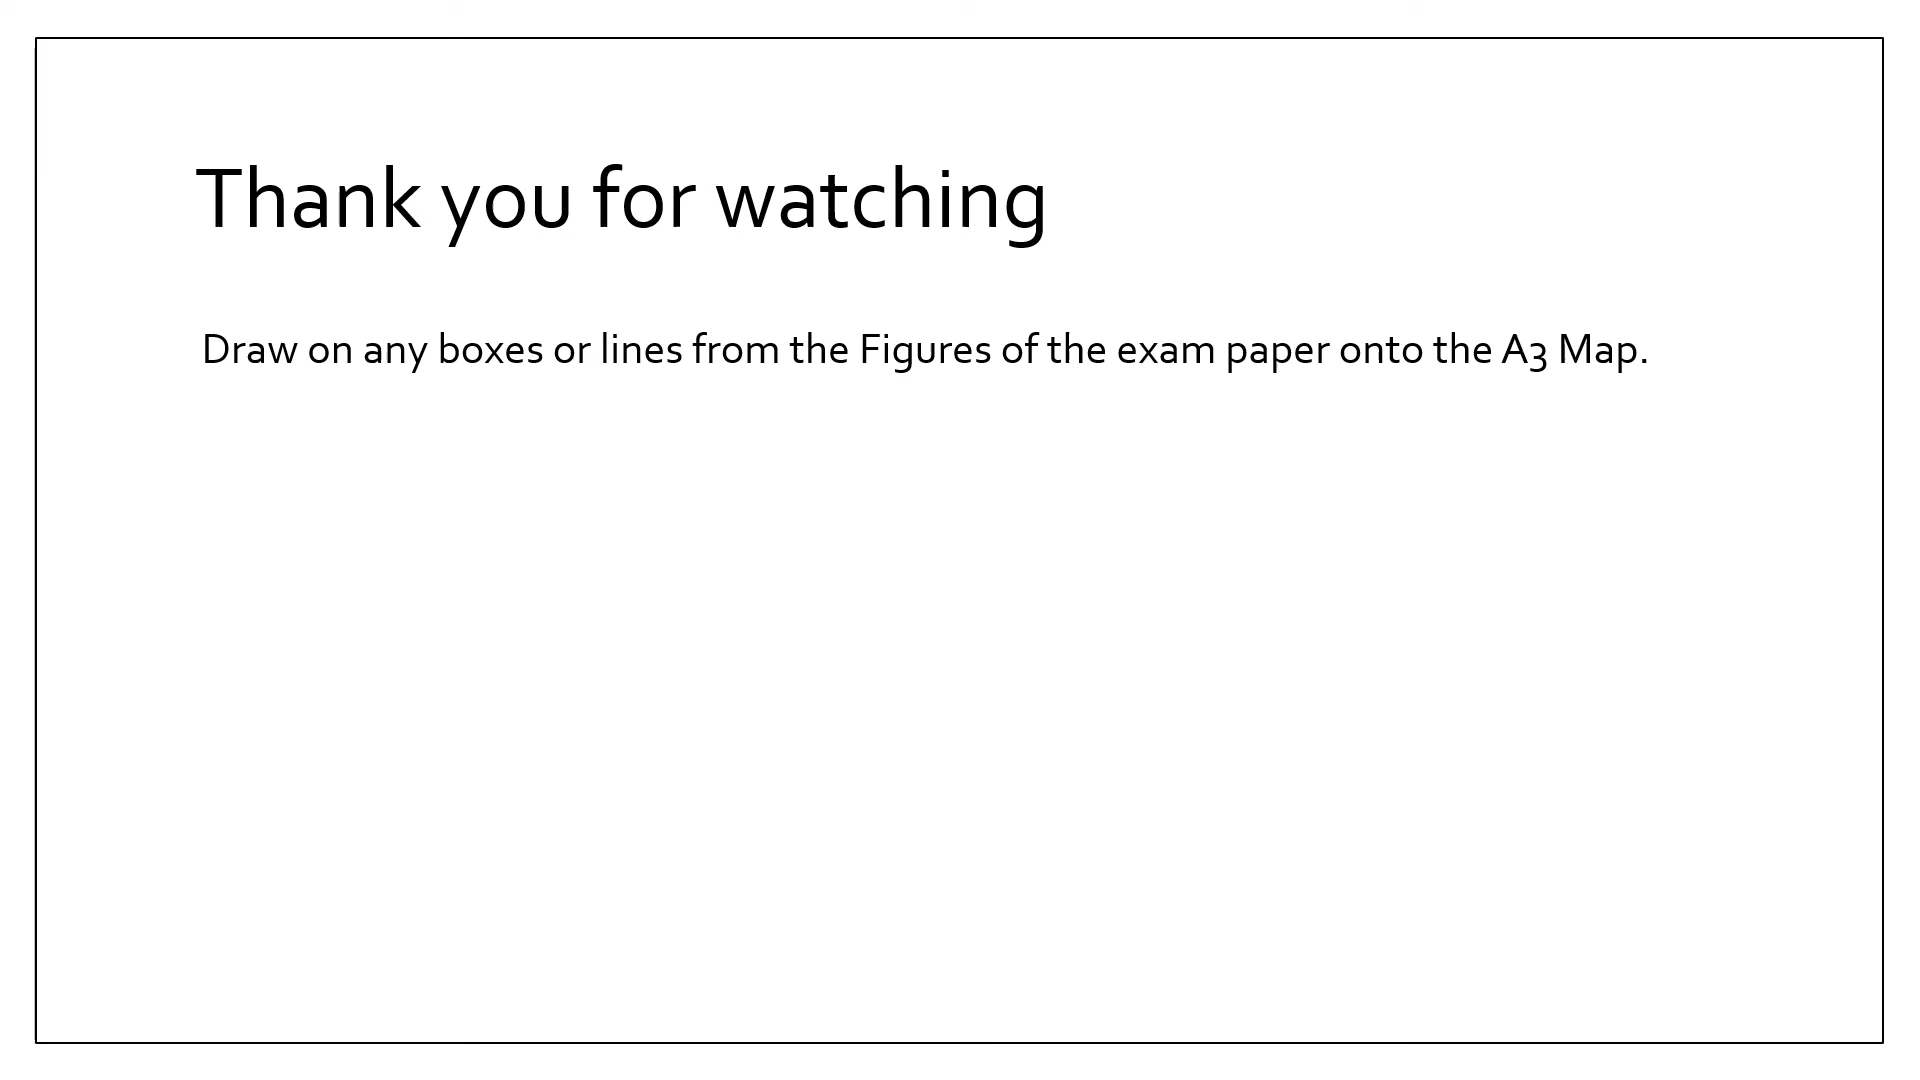 Thank you for watching
Draw on any boxes or lines from the Figures of the exam paper onto the A3 Map.